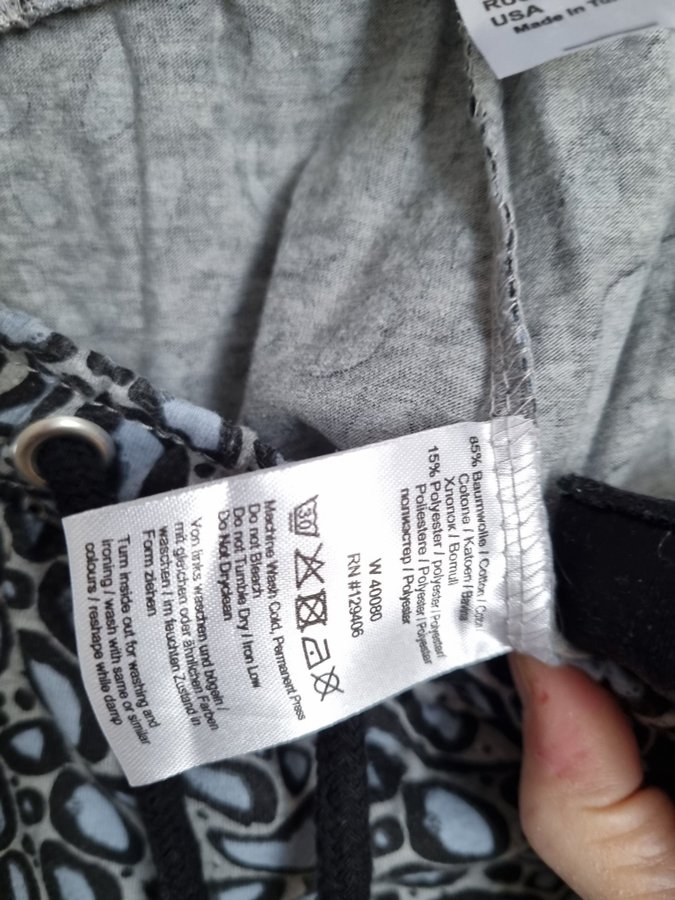 USA
Made in
85% Baumwolle / Cotton /
Cotone / Katoen /
Хлопок / Bomull
15% Polyester / polyester /
Poliestere / Polyester /
полиэстер / Polyester
W 40080
RN #129406
30
Machine Wash Cold, Permanent Press
Do not Bleach
Do not Tumble Dry / Iron Low
Do Not Dryclean
Von links waschen und bügeln /
mit gleichen oder ähnlichen Farben
waschen / im feuchten Zustand in
Form ziehen
Turn inside out for washing and
ironing / wash with same or similar
colours / reshape while damp